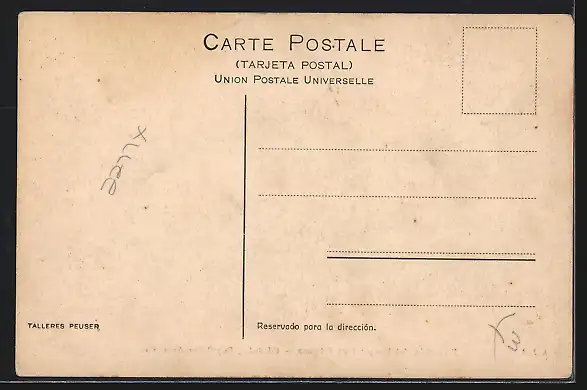 CARTE POSTALE
(TARJETA POSTAL)
UNION POSTALE UNIVERSELLE
TALLERES PEUSER
Reservado para la dirección.